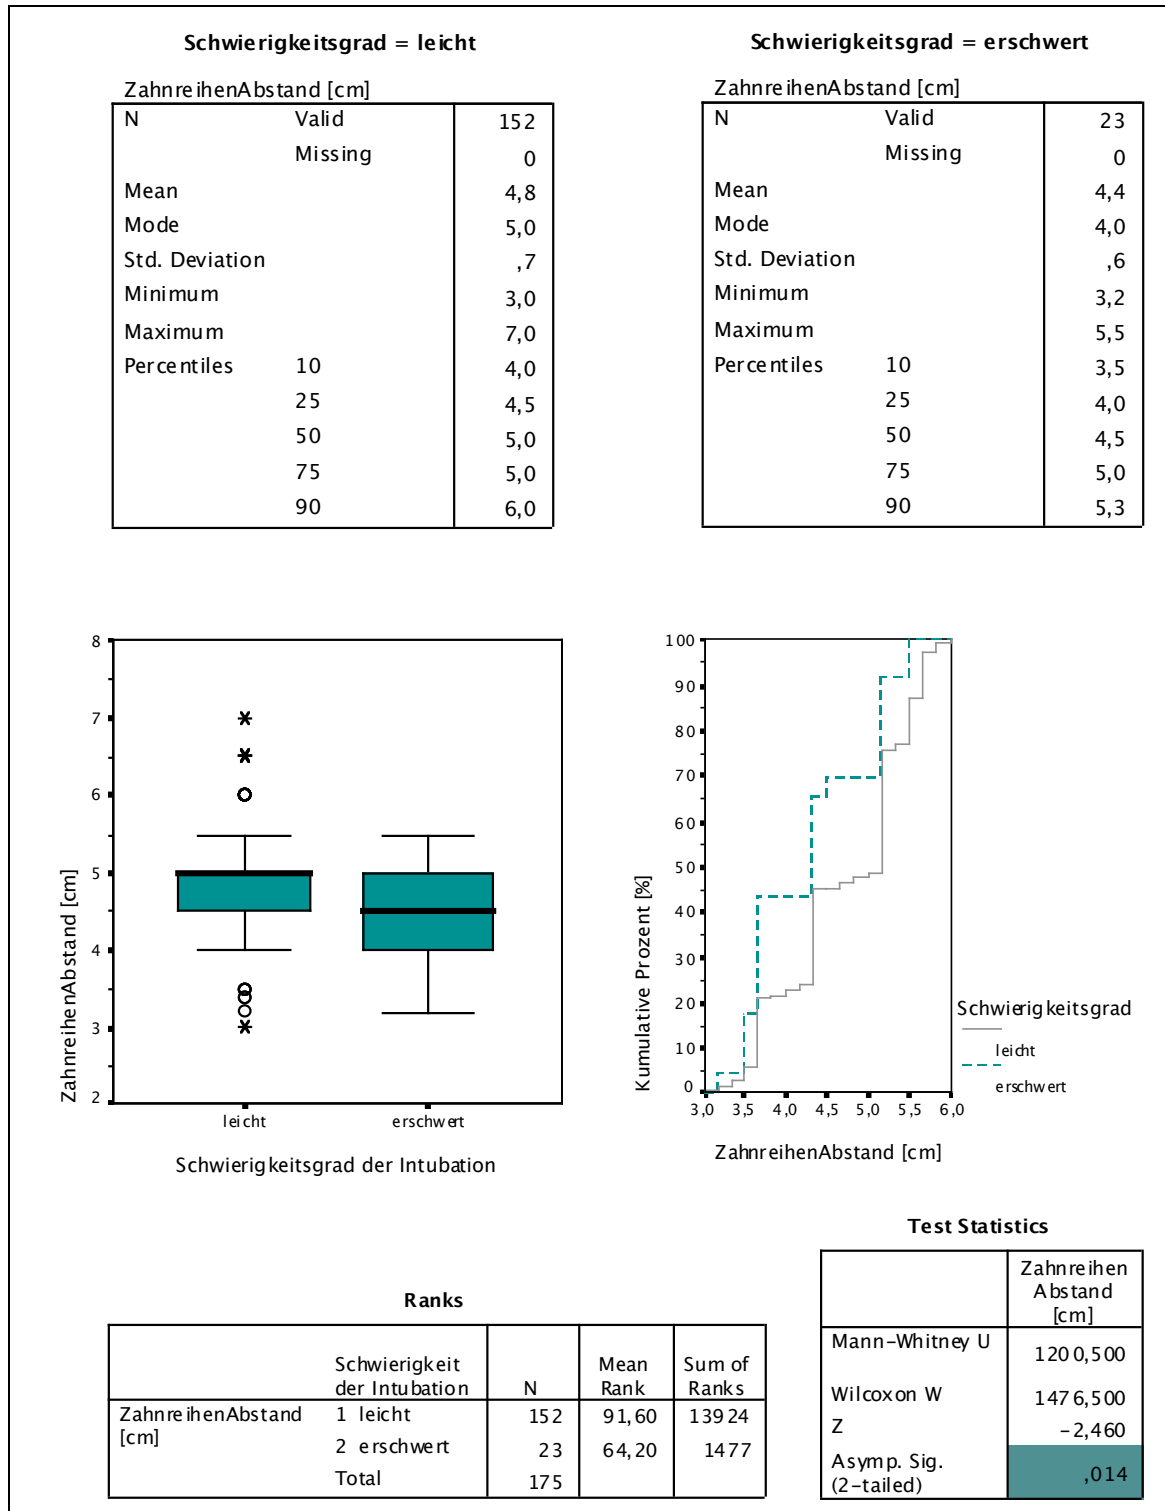 Schwierigkeitsgrad = leicht
ZahnreihenAbstand [cm]
N Valid 152
Missing 0
Mean 4,8
Mode 5,0
Std. Deviation ,7
Minimum 3,0
Maximum 7,0
Percentiles 10 4,0
25 4,5
50 5,0
75 5,0
90 6,0
Schwierigkeitsgrad = erschwert
ZahnreihenAbstand [cm]
N Valid 23
Missing 0
Mean 4,4
Mode 4,0
Std. Deviation ,6
Minimum 3,2
Maximum 5,5
Percentiles 10 3,5
25 4,0
50 4,5
75 5,0
90 5,3
ZahnreihenAbstand [cm]
8
7
6
5
4
3
2
leicht erschwert
Schwierigkeitsgrad der Intubation
Kumulative Prozent [%]
100
90
80
70
60
50
40
30
20
10
0
3,0 3,5 4,0 4,5 5,0 5,5 6,0
ZahnreihenAbstand [cm]
Schwierigkeitsgrad
leicht
erschwert
Ranks
Schwierigkeit
der Intubation N Mean
Rank Sum of
Ranks
ZahnreihenAbstand
[cm] 1 leicht 152 91,60 13924
2 erschwert 23 64,20 1477
Total 175
Test Statistics
Zahnreihen
Abstand
[cm]
Mann-Whitney U 1200,500
Wilcoxon W 1476,500
Z -2,460
Asymp. Sig.
(2-tailed) ,014